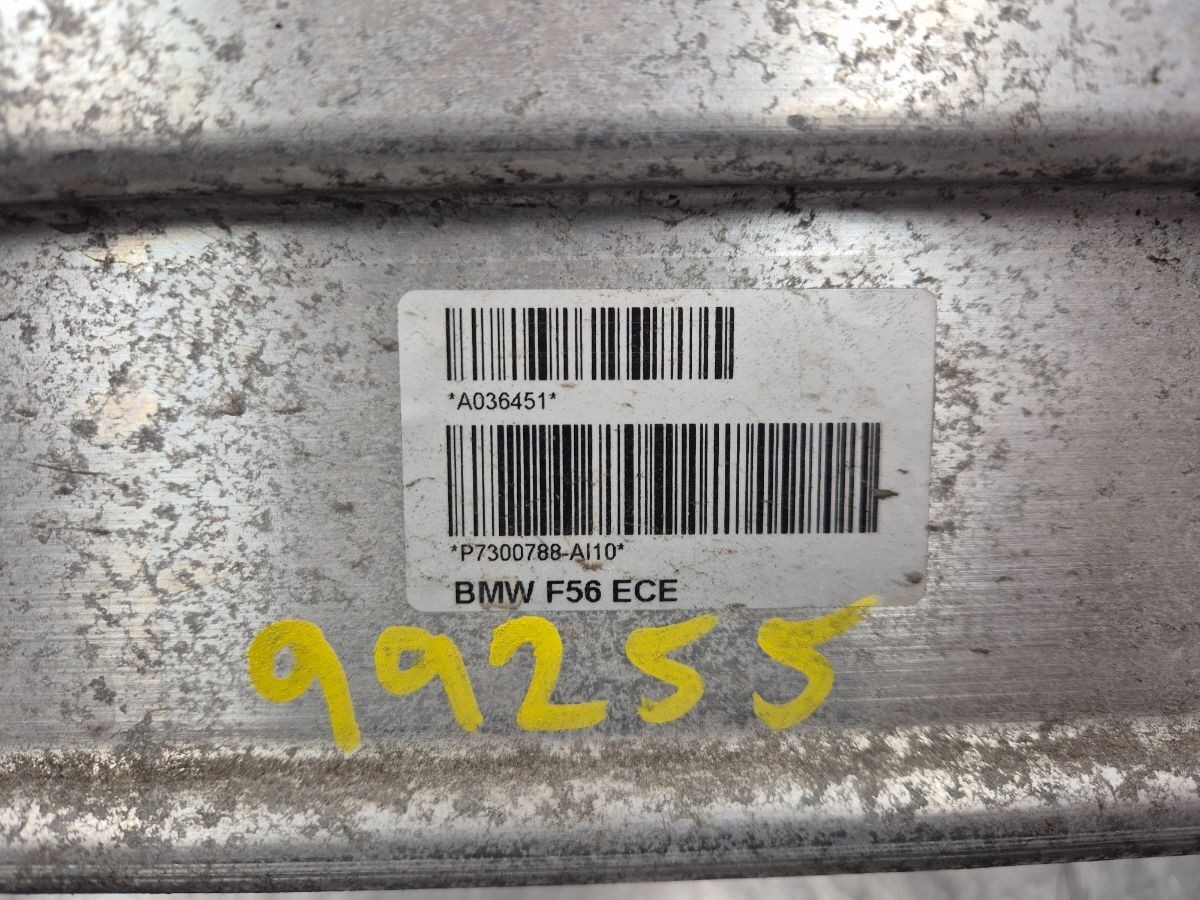 *A036451*
*P7300788-AI10*
BMW F56 ECE
99255